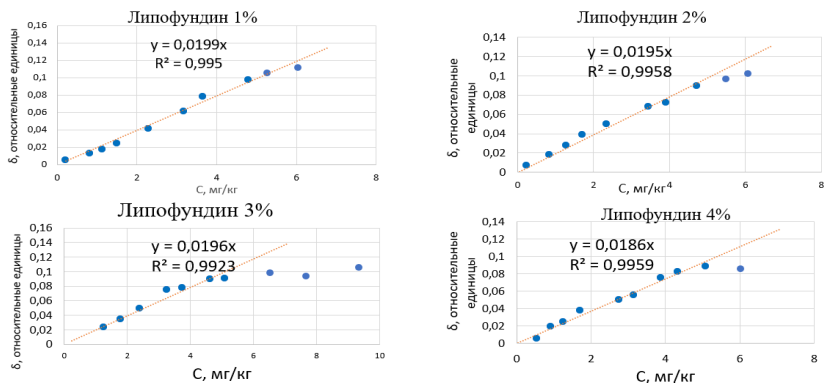 Липофундин 1%
δ, относительные единицы
0,16
0,14
0,12
0,1
0,08
0,06
0,04
0,02
0
y = 0,0199x
R² = 0,995
0
2
4
6
8
С, мг/кг
Липофундин 2%
δ, относительные
единицы
0,16
0,14
0,12
0,1
0,08
0,06
0,04
0,02
0
y = 0,0195x
R² = 0,9958
0
2
4
6
8
С, мг/кг
Липофундин 3%
δ, относительные единицы
0,16
0,14
0,12
0,1
0,08
0,06
0,04
0,02
0
y = 0,0196x
R² = 0,9923
0
2
4
6
8
10
С, мг/кг
Липофундин 4%
δ, относительные
единицы
0,14
0,12
0,1
0,08
0,06
0,04
0,02
0
y = 0,0186x
R² = 0,9959
0
2
4
6
8
С, мг/кг